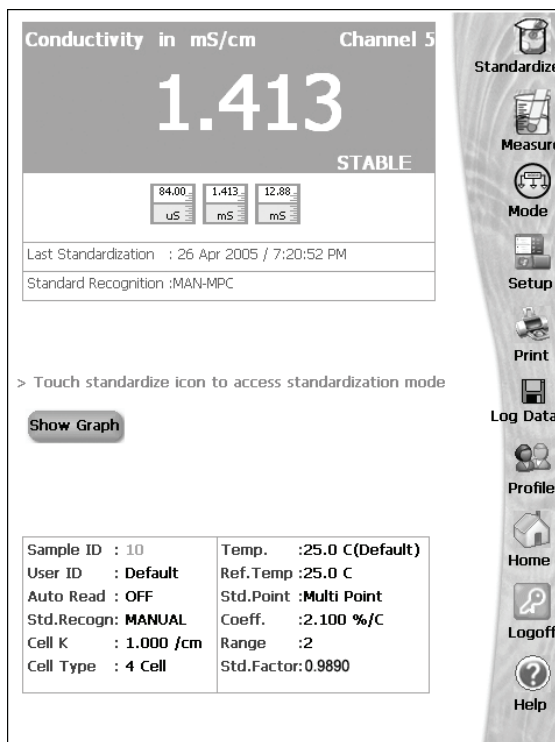 Conductivity in mS/cm Channel 5
1.413
STABLE
84.00 1.413 12.88
uS mS mS
Last Standardization : 26 Apr 2005 / 7:20:52 PM
Standard Recognition :MAN-MPC
> Touch standardize icon to access standardization mode
Show Graph
Sample ID : 10
User ID : Default
Auto Read : OFF
Std.Recogn: MANUAL
Cell K : 1.000 /cm
Cell Type : 4 Cell
Temp. :25.0 C(Default)
Ref.Temp :25.0 C
Std.Point :Multi Point
Coeff. :2.100 %/C
Range :2
Std.Factor:0.9890
Standardize
Measure
Mode
Setup
Print
Log Data
Profile
Home
Logoff
? Help